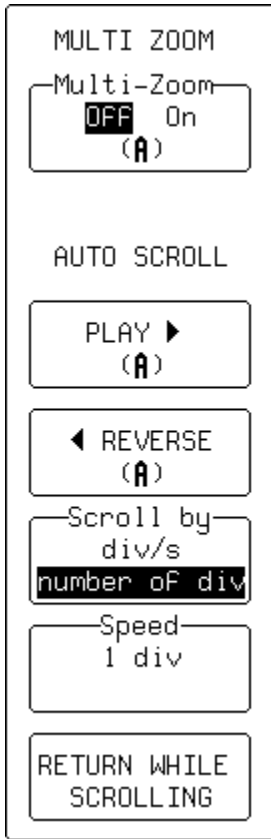 MULTI ZOOM
Multi-Zoom
OFF On
(A)
AUTO SCROLL
PLAY ▶
(A)
◀ REVERSE
(A)
Scroll by
div/s
number of div
Speed
1 div
RETURN WHILE
SCROLLING